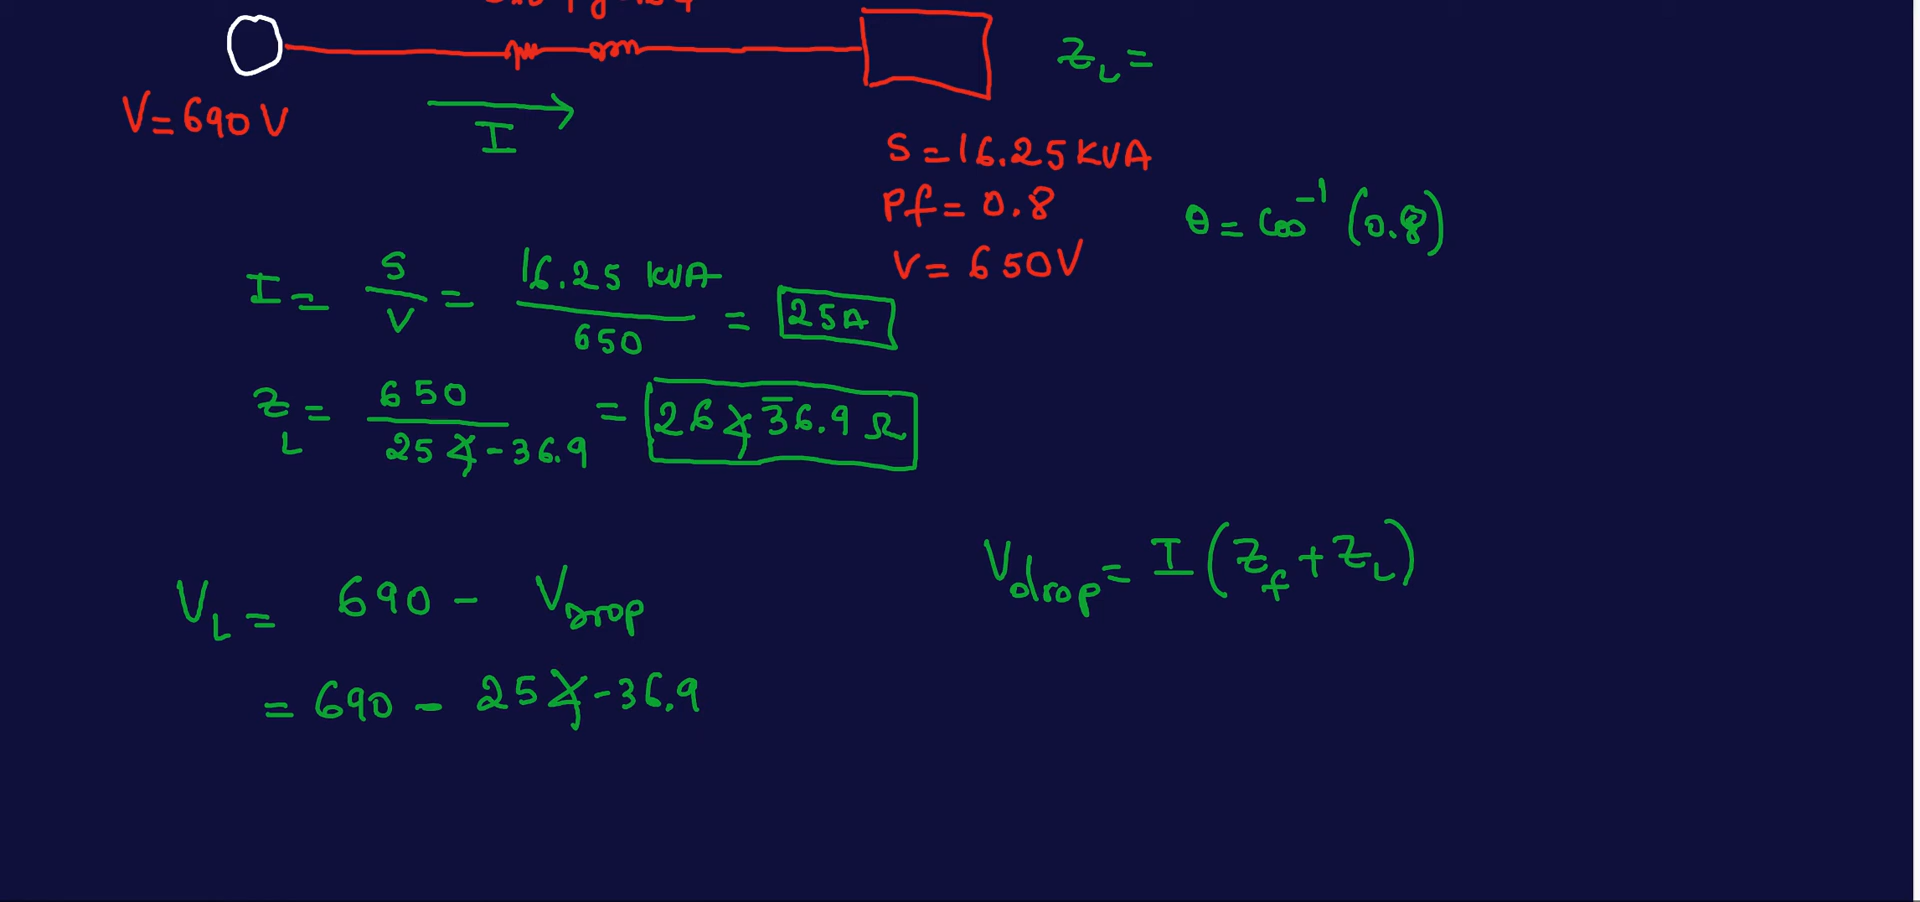 Z_L =
V = 690 V
I
S = 16.25 KVA
Pf = 0.8
θ = Cos⁻¹ (0.8)
V = 650V
I = S/V = 16.25 kVA / 650 = 25A
Z_L = 650 / 25∡-36.9 = 26∡-36.9 Ω
V_drop = I (Z_f + Z_L)
V_L = 690 - V_Drop
= 690 - 25∡-36.9